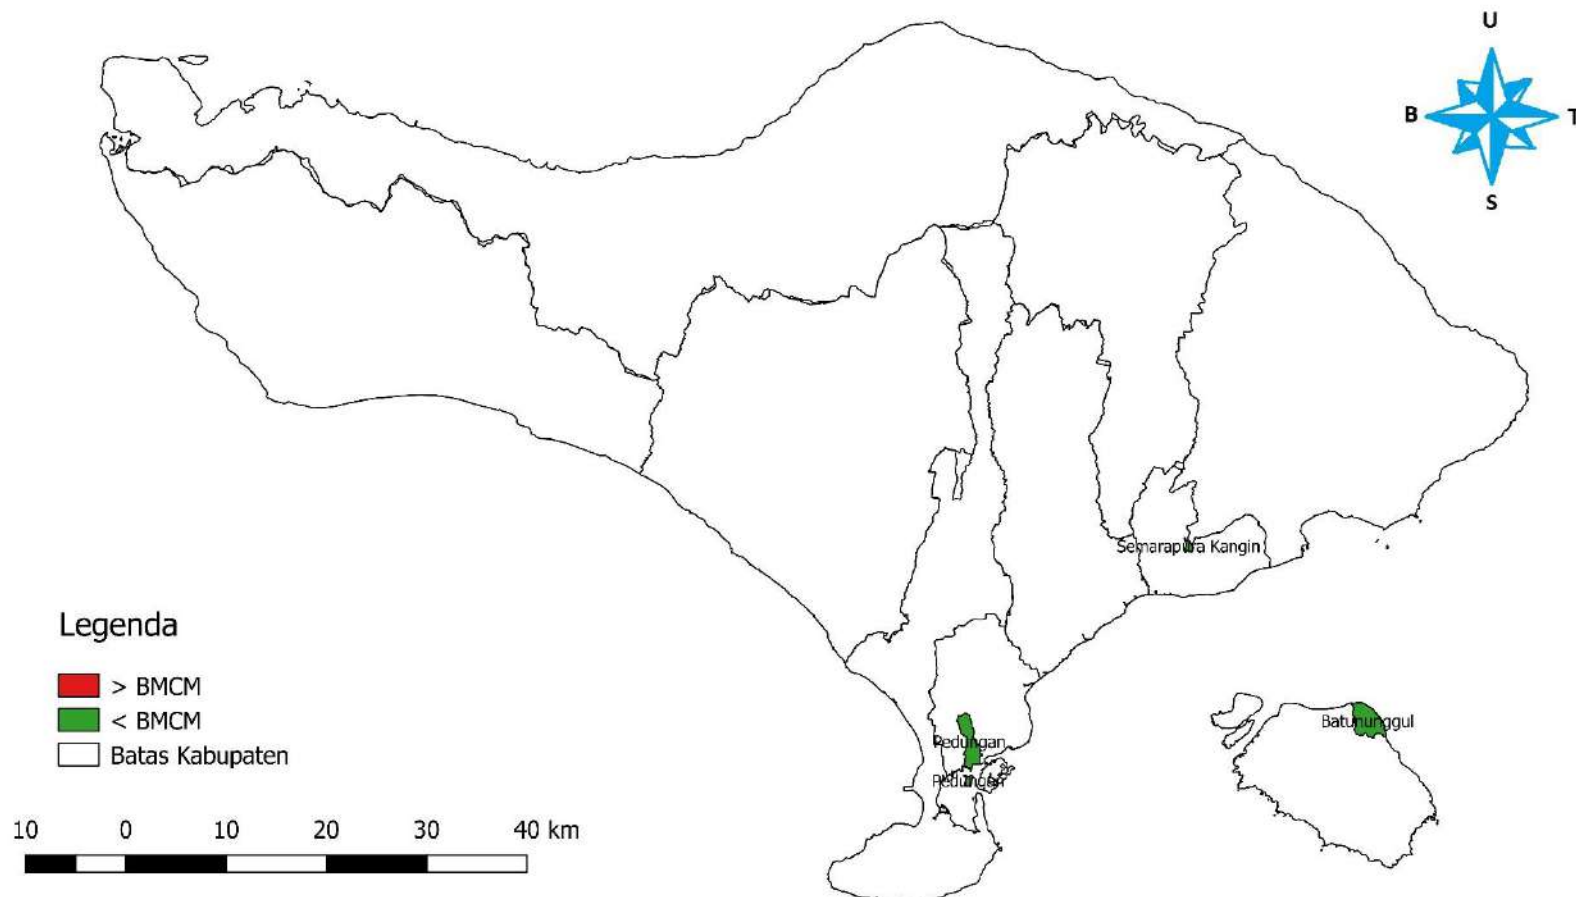 U
B
T
S
Semarapura Kangin
Legenda
> BMCM
< BMCM
Batas Kabupaten
Batununggul
Pedungan
Pedungan
10 0 10 20 30 40 km